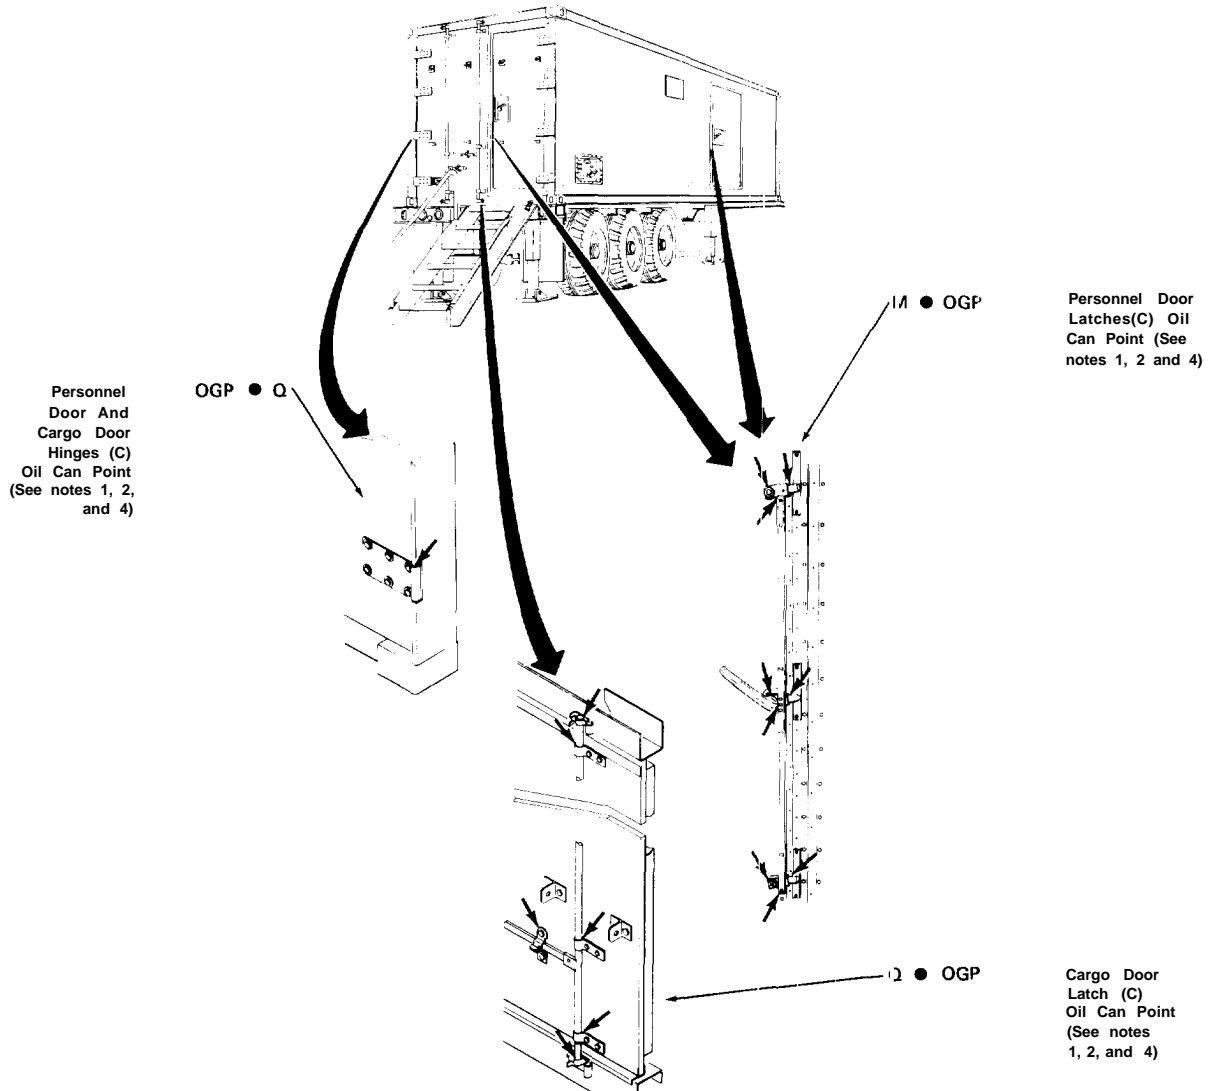 M ● OGP
Personnel Door
Latches(C) Oil
Can Point (See
notes 1, 2 and 4)
OGP ● Q
Personnel
Door And
Cargo Door
Hinges (C)
Oil Can Point
(See notes 1, 2,
and 4)
Q ● OGP
Cargo Door
Latch (C)
Oil Can Point
(See notes
1, 2, and 4)